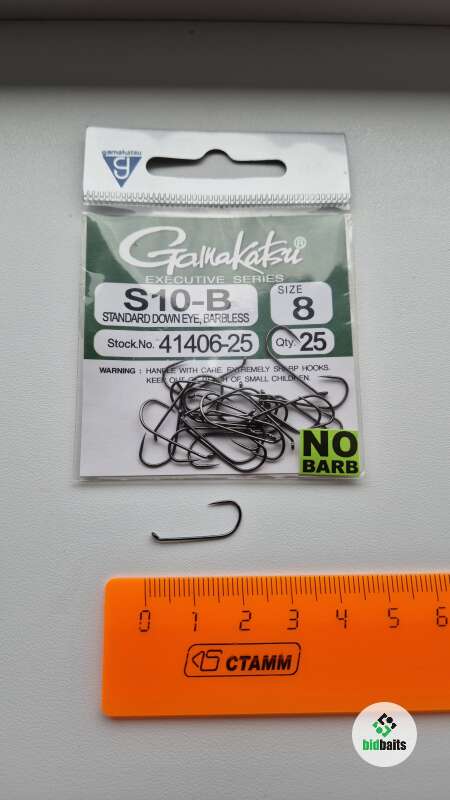 gamakatsu
g
Gamakatsu®
EXECUTIVE SERIES
S10-B
STANDARD DOWN EYE, BARBLESS
SIZE
8
Stock.No. 41406-25
Qty. 25
WARNING : HANDLE WITH CARE. EXTREMELY SHARP HOOKS.
KEEP OUT OF REACH OF SMALL CHILDREN.
NO
BARB
0 1 2 3 4 5 6
СТАММ
bidbaits